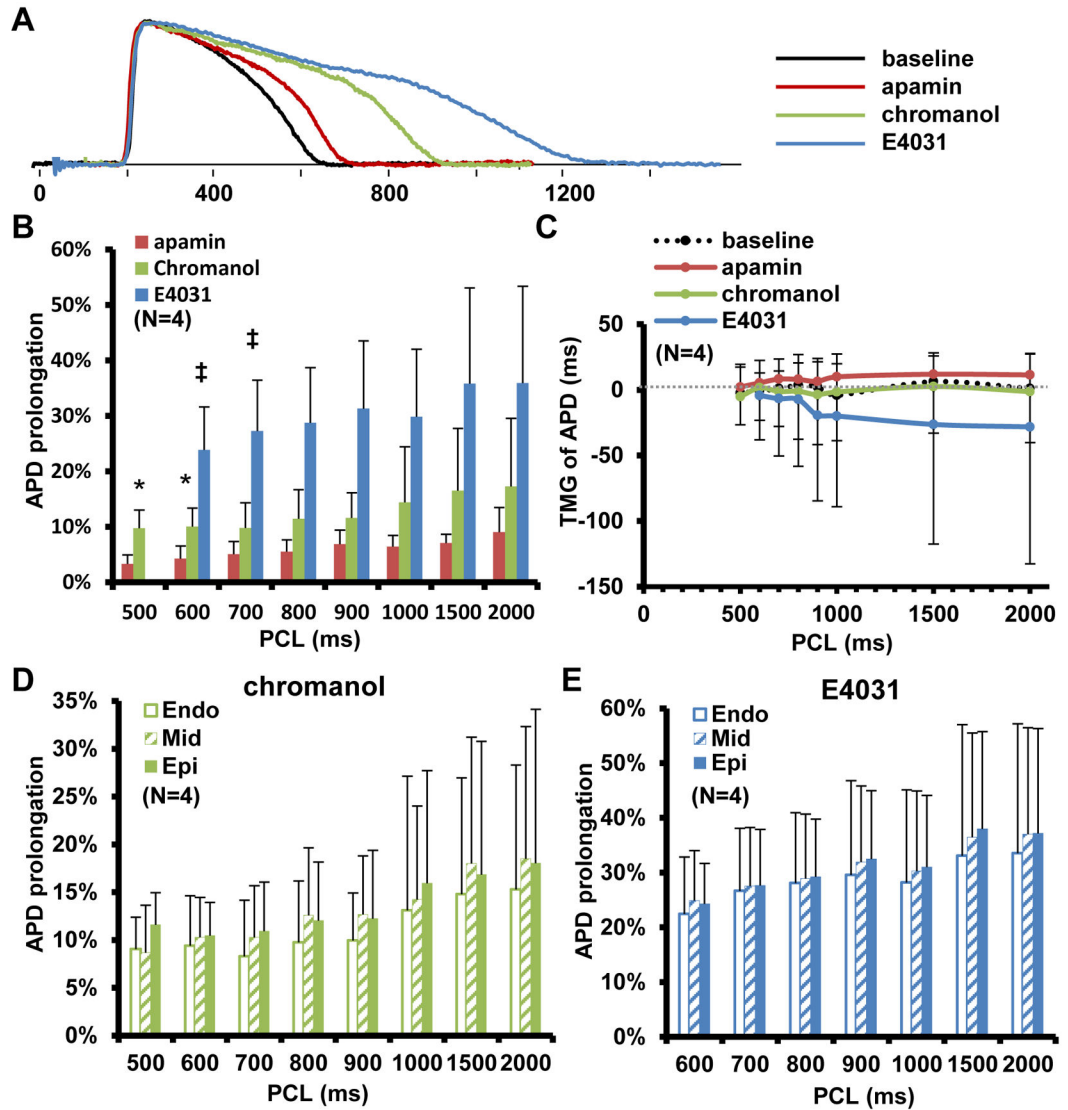 A
baseline
apamin
chromanol
E4031
0 400 800 1200
B
APD prolongation
60%
50%
40%
30%
20%
10%
0%
apamin
Chromanol
E4031
(N=4)
‡
‡
*
*
500 600 700 800 900 1000 1500 2000
PCL (ms)
C
baseline
apamin
chromanol
E4031
(N=4)
TMG of APD (ms)
50
0
-50
-100
-150
0 500 1000 1500 2000
PCL (ms)
D
chromanol
APD prolongation
35%
30%
25%
20%
15%
10%
5%
0%
Endo
Mid
Epi
(N=4)
500 600 700 800 900 1000 1500 2000
PCL (ms)
E
E4031
APD prolongation
60%
50%
40%
30%
20%
10%
0%
Endo
Mid
Epi
(N=4)
600 700 800 900 1000 1500 2000
PCL (ms)